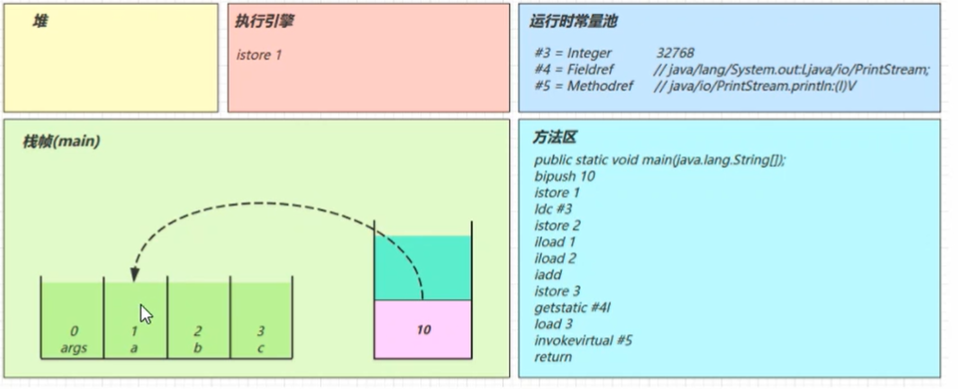 堆
执行引擎
istore 1
运行时常量池
#3 = Integer 32768
#4 = Fieldref // java/lang/System.out:Ljava/io/PrintStream;
#5 = Methodref // java/io/PrintStream.println:(I)V
栈帧(main)
0 1 2 3
args a b c
10
方法区
public static void main(java.lang.String[]);
bipush 10
istore 1
ldc #3
istore 2
iload 1
iload 2
iadd
istore 3
getstatic #4I
load 3
invokevirtual #5
return